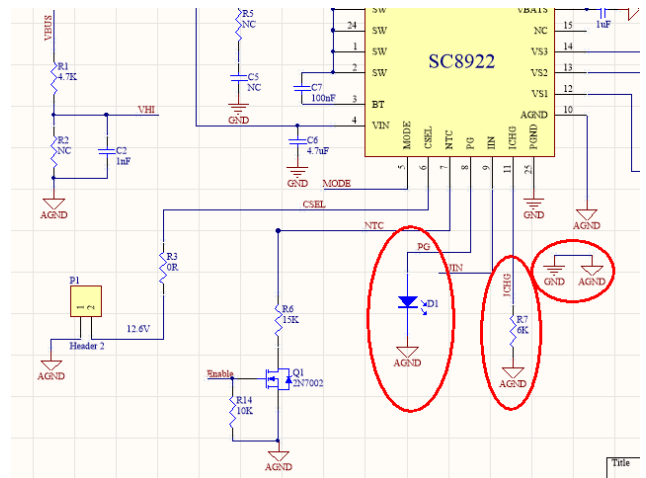 VBUS
R1
4.7K
R2
NC
VHI
C2
1nF
AGND
R5
NC
C5
NC
GND
C7
100nF
C6
4.7uF
GND
SC8922
SW
24
SW
1
SW
2
SW
3
BT
4
VIN
VBATS
1uF
NC
15
VS3
14
VS2
13
VS1
12
AGND
10
MODE
CSEL
NTC
PG
IIN
ICHG
PGND
5
6
7
8
9
11
25
GND
AGND
MODE
CSEL
NTC
PG
IIN
ICHG
R3
0R
P1
1
2
Header 2
12.6V
AGND
R6
15K
Enable
Q1
2N7002
R14
10K
AGND
D1
AGND
R7
6K
AGND
GND
AGND
Title